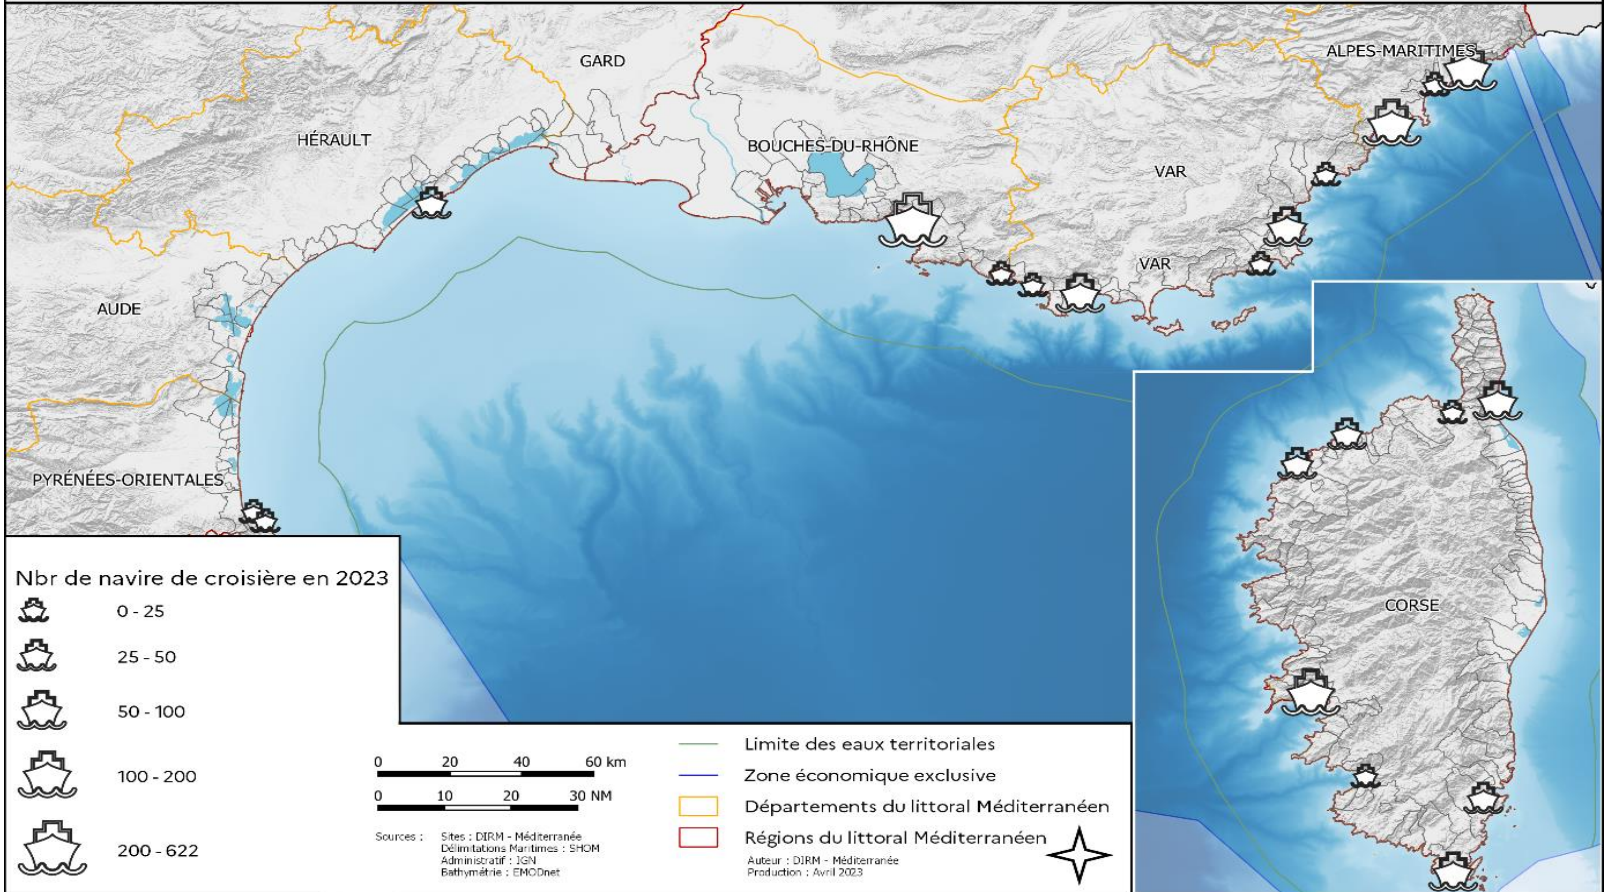 ALPES-MARITIMES
GARD
HÉRAULT
BOUCHES-DU-RHÔNE
VAR
VAR
AUDE
PYRÉNÉES-ORIENTALES
CORSE
Nbr de navire de croisière en 2023
0 - 25
25 - 50
50 - 100
100 - 200
200 - 622
0 20 40 60 km
0 10 20 30 NM
Sources : Sites : DIRM - Méditerranée
Délimitations Maritimes : SHOM
Administratif : IGN
Bathymétrie : EMODnet
Limite des eaux territoriales
Zone économique exclusive
Départements du littoral Méditerranéen
Régions du littoral Méditerranéen
Auteur : DIRM - Méditerranée
Production : Avril 2023